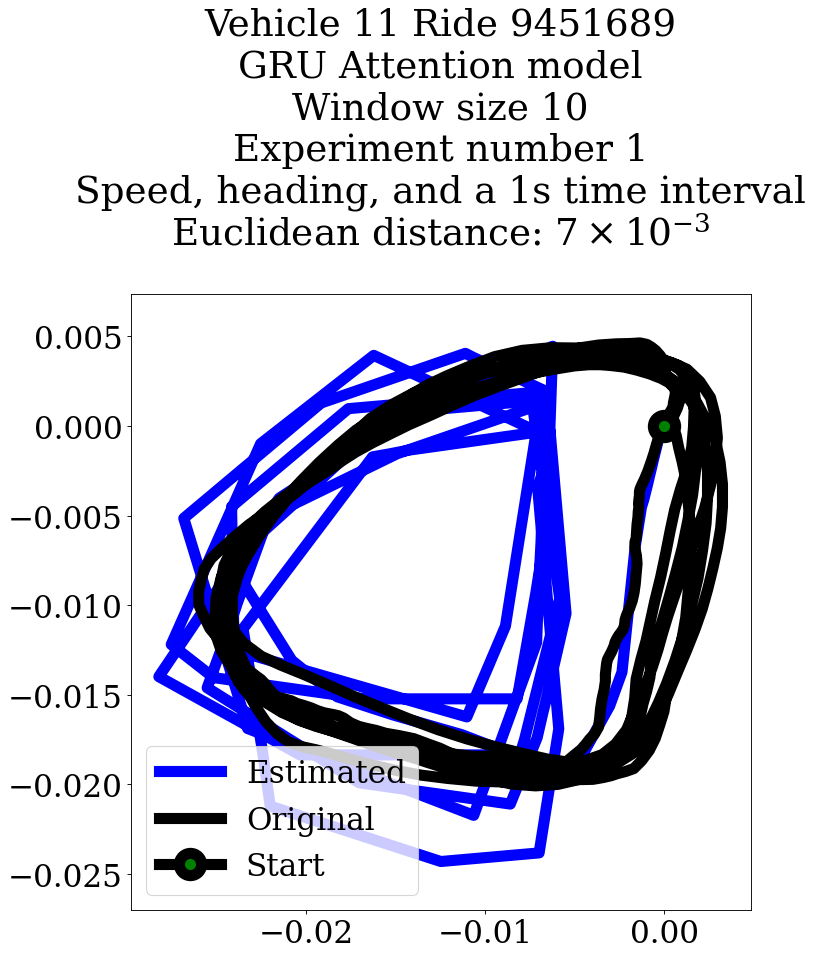 Vehicle 11 Ride 9451689
GRU Attention model
Window size 10
Experiment number 1
Speed, heading, and a 1s time interval
Euclidean distance: 7 × 10⁻³
0.005
0.000
−0.005
−0.010
−0.015
−0.020
−0.025
Estimated
Original
Start
−0.02
−0.01
0.00